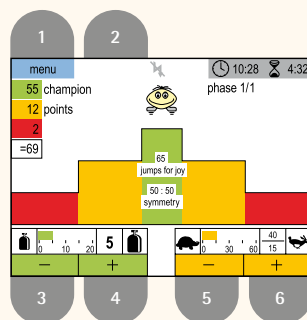 1 2
menu 10:28 4:32
55 champion phase 1/1
12 points
2
=69
65
jumps for joy
50 : 50
symmetry
0 10 20 5 0 30 60 40
15
– + – +
3 4 5 6